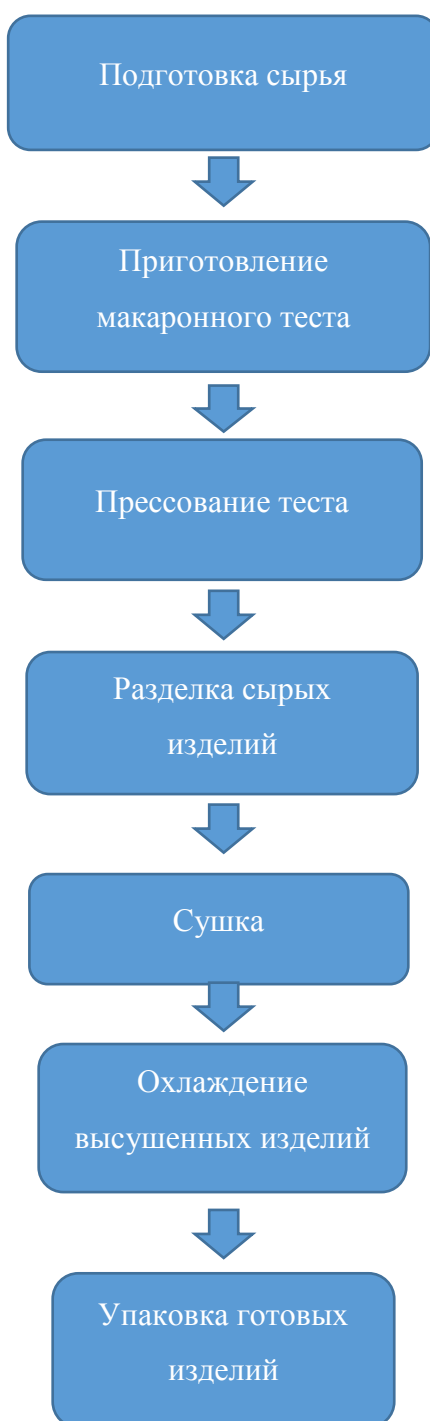 Подготовка сырья
Приготовление
макаронного теста
Прессование теста
Разделка сырых
изделий
Сушка
Охлаждение
высушенных изделий
Упаковка готовых
изделий